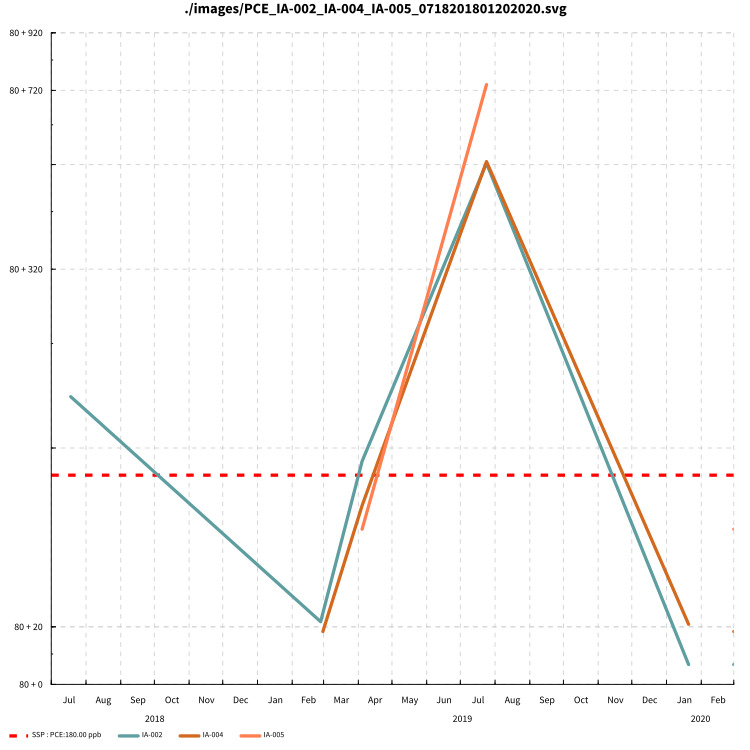 ./images/PCE_IA-002_IA-004_IA-005_0718201801202020.svg
80 + 920
80 + 720
80 + 320
80 + 20
80 + 0
Jul Aug Sep Oct Nov Dec Jan Feb Mar Apr May Jun Jul Aug Sep Oct Nov Dec Jan Feb
2018 2019 2020
SSP : PCE:180.00 ppb IA-002 IA-004 IA-005